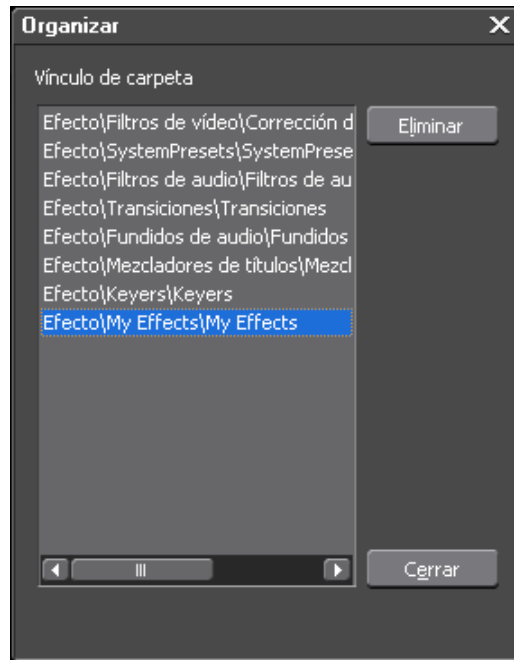 Organizar
Vínculo de carpeta
Efecto\Filtros de vídeo\Corrección d
Eliminar
Efecto\SystemPresets\SystemPrese
Efecto\Filtros de audio\Filtros de au
Efecto\Transiciones\Transiciones
Efecto\Fundidos de audio\Fundidos
Efecto\Mezcladores de títulos\Mezcl
Efecto\Keyers\Keyers
Efecto\My Effects\My Effects
Cerrar